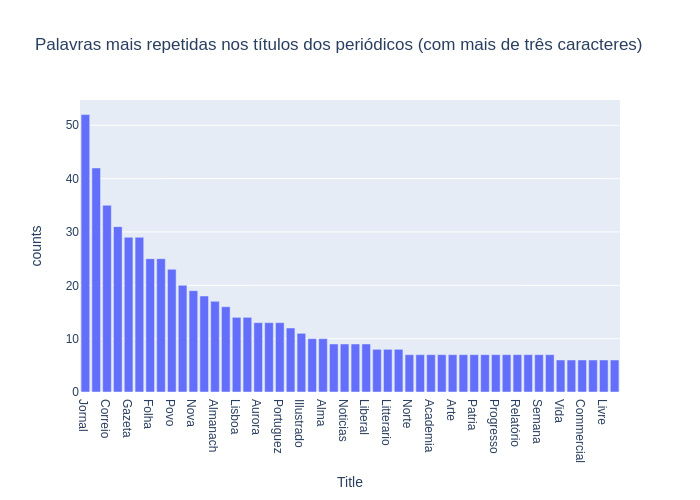 Palavras mais repetidas nos títulos dos periódicos (com mais de três caracteres)
50
40
30
20
10
0
counts
Jornal
Correio
Gazeta
Folha
Povo
Nova
Almanach
Lisboa
Aurora
Portuguez
Illustrado
Alma
Noticias
Liberal
Litterario
Norte
Academia
Arte
Patria
Progresso
Relatório
Semana
Vida
Commercial
Livre
Title